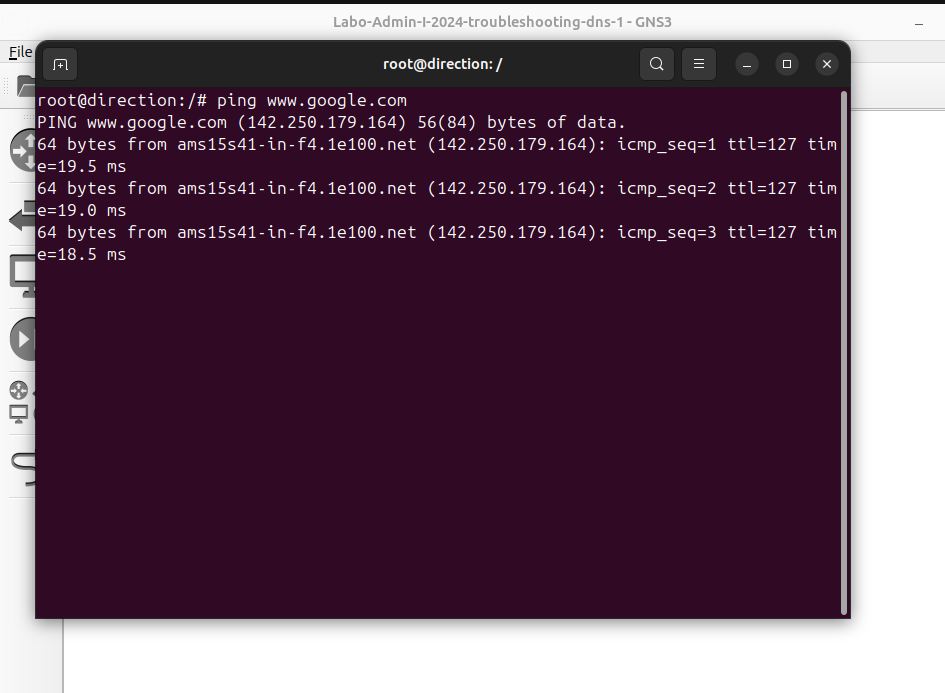 Labo-Admin-I-2024-troubleshooting-dns-1 - GNS3
File
root@direction: /
root@direction:/# ping www.google.com
PING www.google.com (142.250.179.164) 56(84) bytes of data.
64 bytes from ams15s41-in-f4.1e100.net (142.250.179.164): icmp_seq=1 ttl=127 tim
e=19.5 ms
64 bytes from ams15s41-in-f4.1e100.net (142.250.179.164): icmp_seq=2 ttl=127 tim
e=19.0 ms
64 bytes from ams15s41-in-f4.1e100.net (142.250.179.164): icmp_seq=3 ttl=127 tim
e=18.5 ms